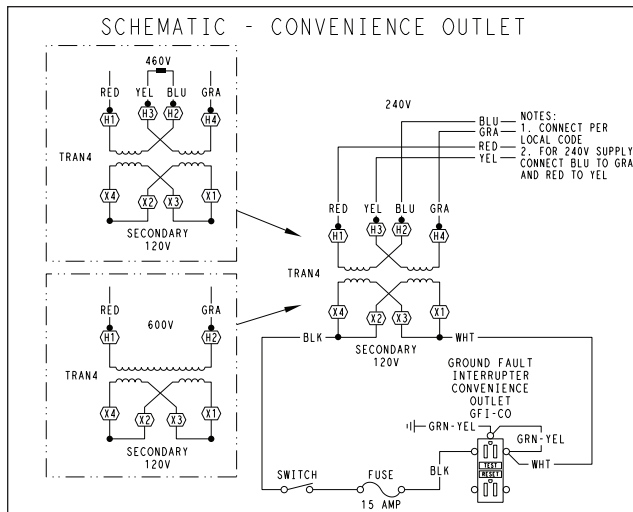 SCHEMATIC - CONVENIENCE OUTLET
460V
RED YEL BLU GRA
H1 H3 H2 H4
TRAN4
X4 X2 X3 X1
SECONDARY
120V
RED GRA
600V
H1 H2
TRAN4
X4 X2 X3 X1
SECONDARY
120V
240V
BLU
GRA
RED
YEL
NOTES:
1. CONNECT PER
LOCAL CODE
2. FOR 240V SUPPLY
CONNECT BLU TO GRA
AND RED TO YEL
RED YEL BLU GRA
H1 H3 H2 H4
TRAN4
X4 X2 X3 X1
BLK WHT
SECONDARY
120V
GROUND FAULT
INTERRUPTER
CONVENIENCE
OUTLET
GFI-CO
GRN-YEL
GRN-YEL
WHT
BLK
TEST
RESET
SWITCH FUSE
15 AMP